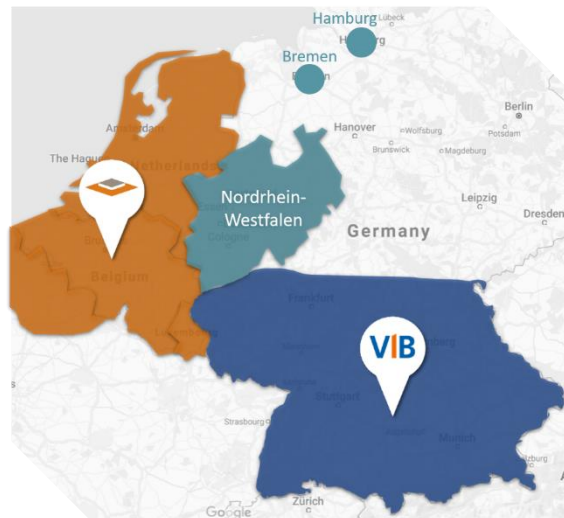 Lübeck
Hamburg
Bremen
Berlin
Hanover
Wolfsburg
Potsdam
Brunswick
Magdeburg
Amsterdam
The Hague
Netherlands
Nordrhein-
Westfalen
Cologne
Leipzig
Dresden
Germany
Belgium
Luxembourg
Frankfurt
VIB
Stuttgart
Strasbourg
Munich
Zürich
Google